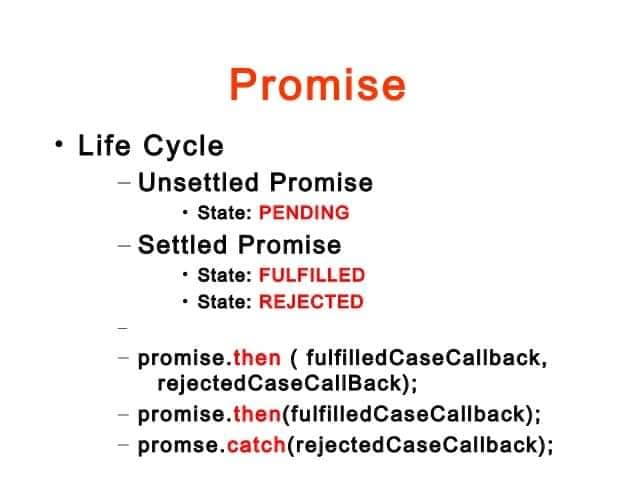 Promise
• Life Cycle
– Unsettled Promise
• State: PENDING
– Settled Promise
• State: FULFILLED
• State: REJECTED
–
– promise.then ( fulfilledCaseCallback,
rejectedCaseCallBack);
– promise.then(fulfilledCaseCallback);
– promse.catch(rejectedCaseCallback);